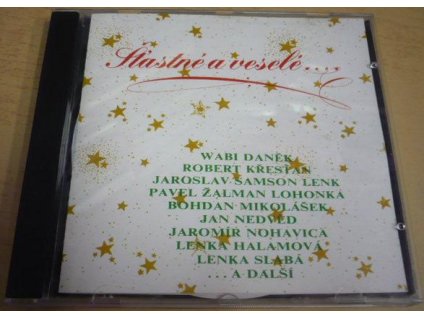 Šťastné a veselé....
WABI DANĚK
ROBERT KŘESŤAN
JAROSLAV SAMSON LENK
PAVEL ŽALMAN LOHONKA
BOHDAN MIKOLÁŠEK
JAN NEDVĚD
JAROMÍR NOHAVICA
LENKA HALAMOVÁ
LENKA SLABÁ
... A DALŠÍ